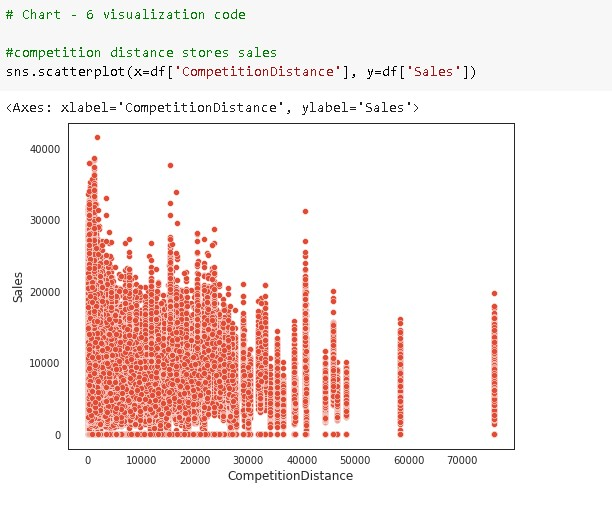 # Chart - 6 visualization code
#competition distance stores sales
sns.scatterplot(x=df['CompetitionDistance'], y=df['Sales'])
<Axes: xlabel='CompetitionDistance', ylabel='Sales'>
40000
30000
20000
10000
0
Sales
0 10000 20000 30000 40000 50000 60000 70000
CompetitionDistance